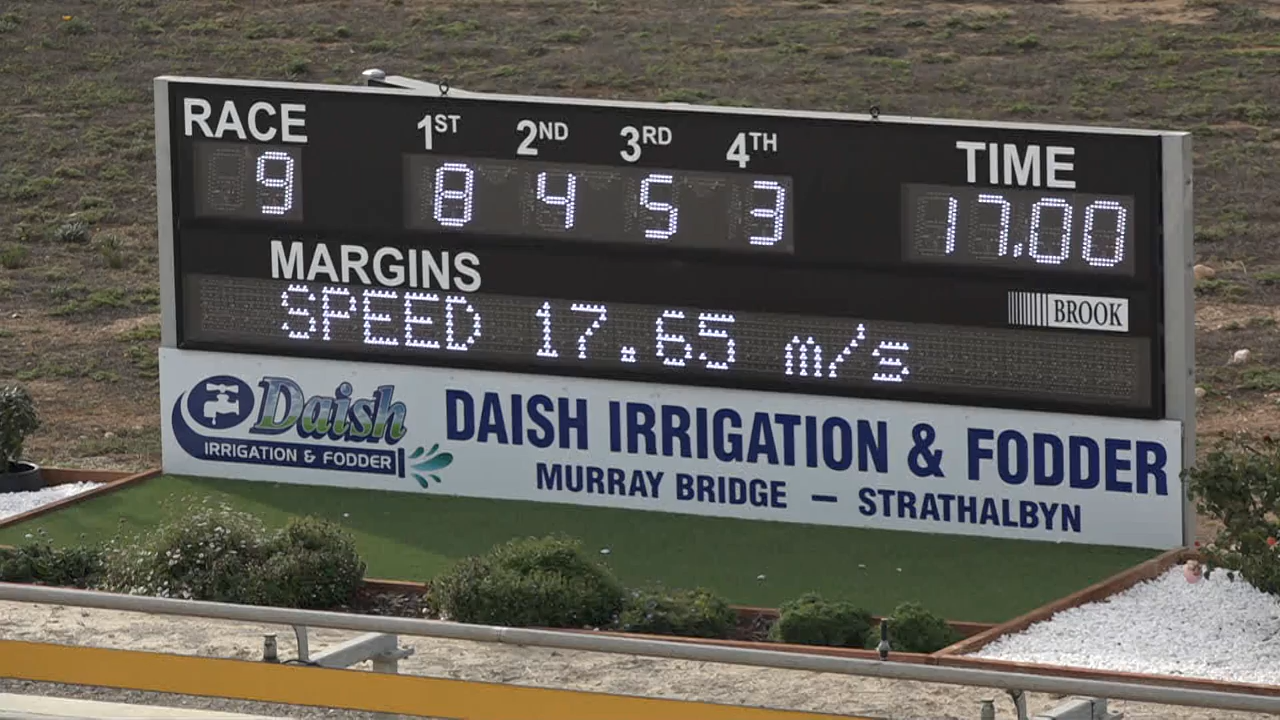 RACE 1ST 2ND 3RD 4TH TIME
9 8 4 5 3 17.00
MARGINS
BROOK
SPEED 17.65 m/s
Daish
IRRIGATION & FODDER
DAISH IRRIGATION & FODDER
MURRAY BRIDGE – STRATHALBYN